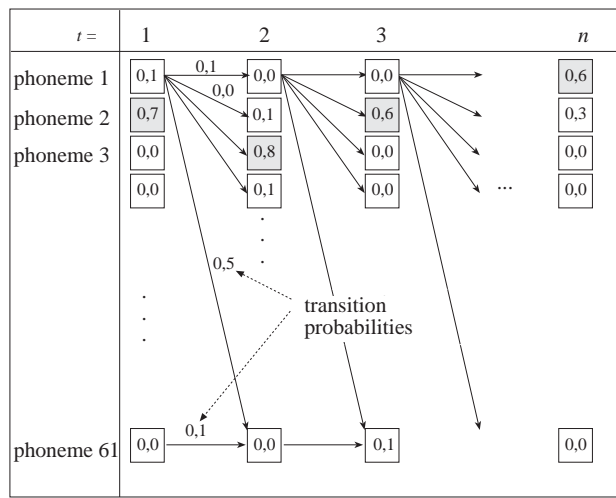 t = 1 2 3 n
phoneme 1 0,1 0,1 0,0 0,0 0,6
0,0
phoneme 2 0,7 0,1 0,6 0,3
phoneme 3 0,0 0,8 0,0 0,0
0,0 0,1 0,0 ... 0,0
0,5
transition
probabilities
0,1
phoneme 61 0,0 0,0 0,1 0,0